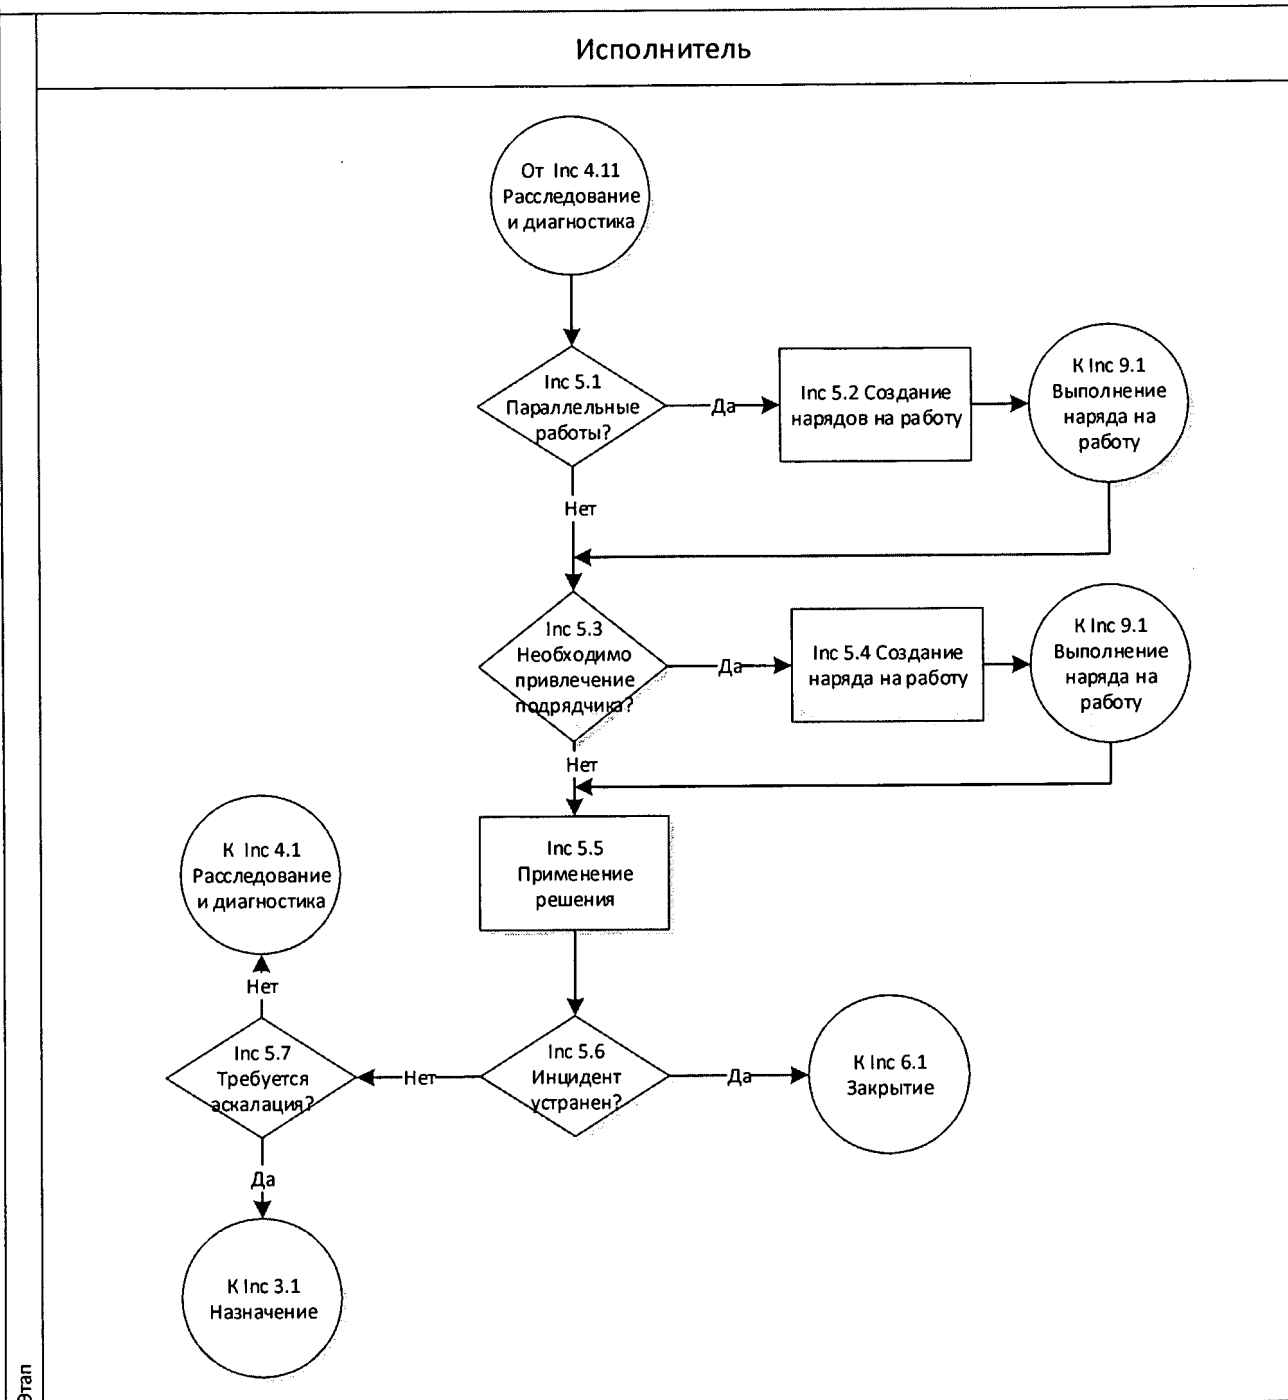 Исполнитель
От Inc 4.11
Расследование
и диагностика
Inc 5.1
Параллельные
работы?
Да
Inc 5.2 Создание
нарядов на работу
К Inc 9.1
Выполнение
наряда на
работу
Нет
Inc 5.3
Необходимо
привлечение
подрядчика?
Да
Inc 5.4 Создание
наряда на работу
К Inc 9.1
Выполнение
наряда на
работу
Нет
Inc 5.5
Применение
решения
Inc 5.6
Инцидент
устранен?
Да
К Inc 6.1
Закрытие
Нет
Inc 5.7
Требуется
эскалация?
Нет
К Inc 4.1
Расследование
и диагностика
Да
К Inc 3.1
Назначение
Этап